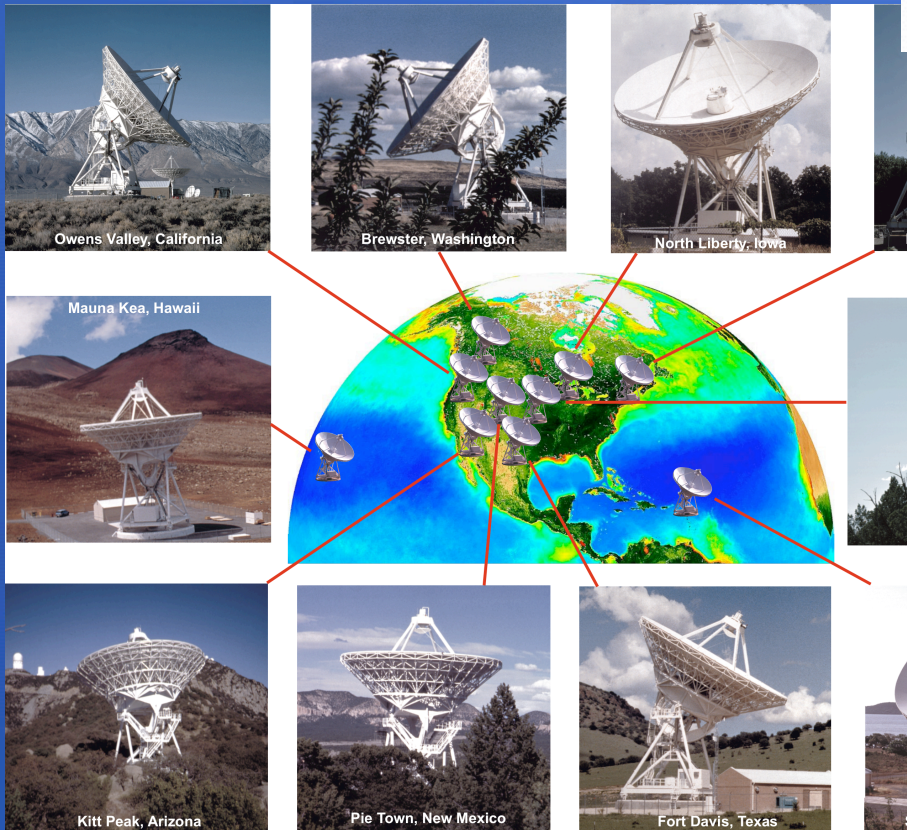 Owens Valley, California
Brewster, Washington
North Liberty, Iowa
Mauna Kea, Hawaii
Kitt Peak, Arizona
Pie Town, New Mexico
Fort Davis, Texas